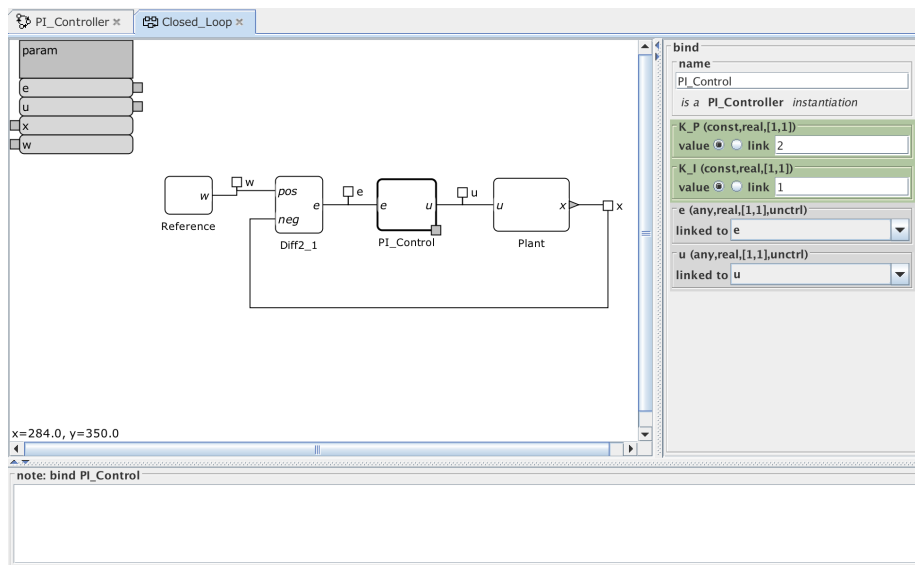 PI_Controller
Closed_Loop
param
e
u
x
w
w
Reference
w
pos
neg
e
Diff2_1
e
e
u
PI_Control
u
u
x
Plant
x
x=284.0, y=350.0
bind
name
PI_Control
is a PI_Controller instantiation
K_P (const,real,[1,1])
value link 2
K_I (const,real,[1,1])
value link 1
e (any,real,[1,1],unctrl)
linked to e
u (any,real,[1,1],unctrl)
linked to u
note: bind PI_Control